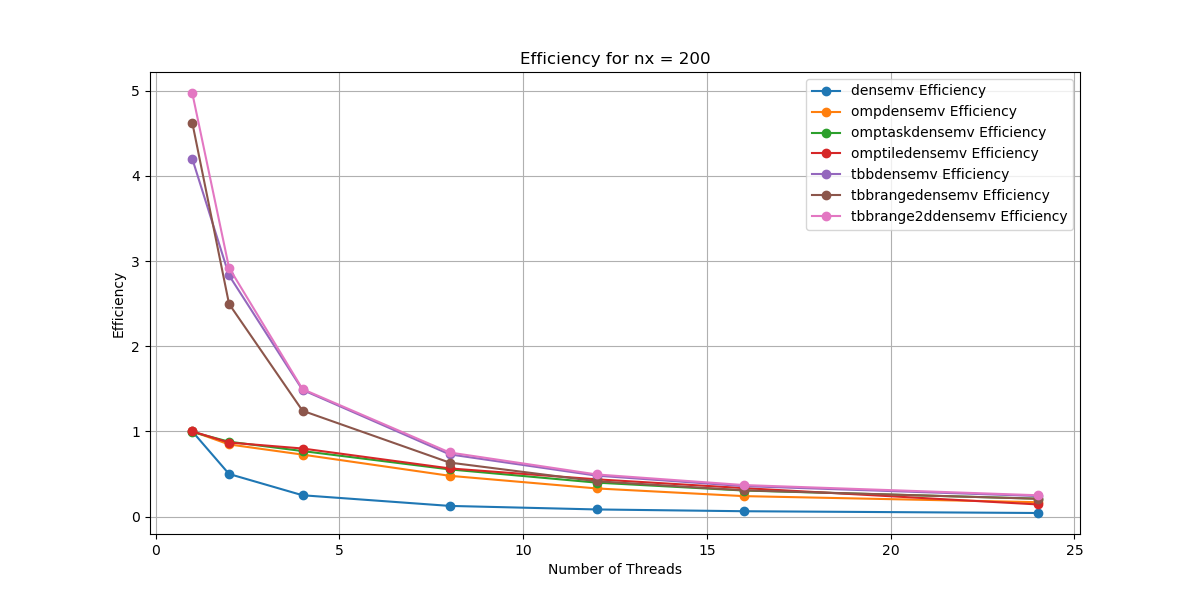 Efficiency for nx = 200
densemv Efficiency
ompdensemv Efficiency
omptaskdensemv Efficiency
omptiledensemv Efficiency
tbbdensemv Efficiency
tbbrangedensemv Efficiency
tbbrange2ddensemv Efficiency
Efficiency
5
4
3
2
1
0
0 5 10 15 20 25
Number of Threads